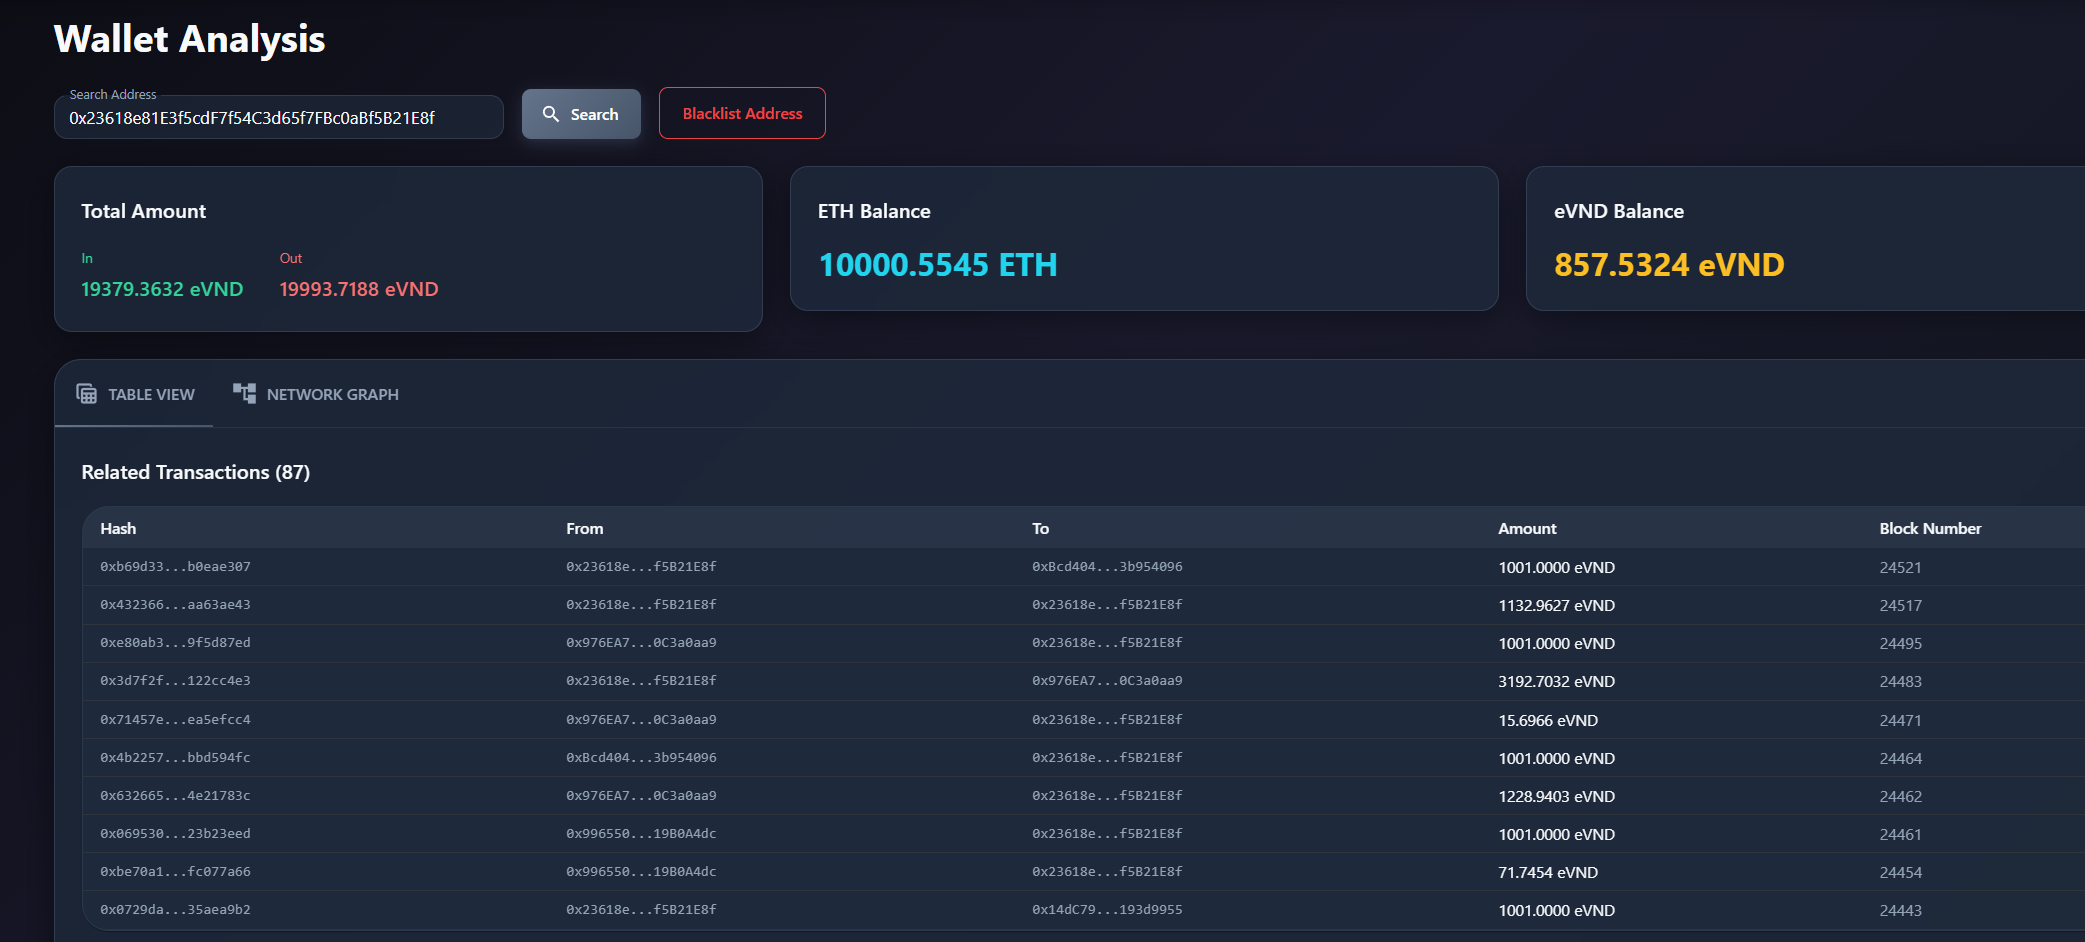 Wallet Analysis
Search Address
0x23618e81E3f5cdF7f54C3d65f7FBc0aBf5B21E8f
Search
Blacklist Address
Total Amount
In Out
19379.3632 eVND 19993.7188 eVND
ETH Balance
10000.5545 ETH
eVND Balance
857.5324 eVND
TABLE VIEW NETWORK GRAPH
Related Transactions (87)
Hash From To Amount Block Number
0xb69d33...b0eae307 0x23618e...f5B21E8f 0xBcd404...3b954096 1001.0000 eVND 24521
0x432366...aa63ae43 0x23618e...f5B21E8f 0x23618e...f5B21E8f 1132.9627 eVND 24517
0xe80ab3...9f5d87ed 0x976EA7...0C3a0aa9 0x23618e...f5B21E8f 1001.0000 eVND 24495
0x3d7f2f...122cc4e3 0x23618e...f5B21E8f 0x976EA7...0C3a0aa9 3192.7032 eVND 24483
0x71457e...ea5efcc4 0x976EA7...0C3a0aa9 0x23618e...f5B21E8f 15.6966 eVND 24471
0x4b2257...bbd594fc 0xBcd404...3b954096 0x23618e...f5B21E8f 1001.0000 eVND 24464
0x632665...4e21783c 0x976EA7...0C3a0aa9 0x23618e...f5B21E8f 1228.9403 eVND 24462
0x069530...23b23eed 0x996550...19B0A4dc 0x23618e...f5B21E8f 1001.0000 eVND 24461
0xbe70a1...fc077a66 0x996550...19B0A4dc 0x23618e...f5B21E8f 71.7454 eVND 24454
0x0729da...35aea9b2 0x23618e...f5B21E8f 0x14dC79...193d9955 1001.0000 eVND 24443